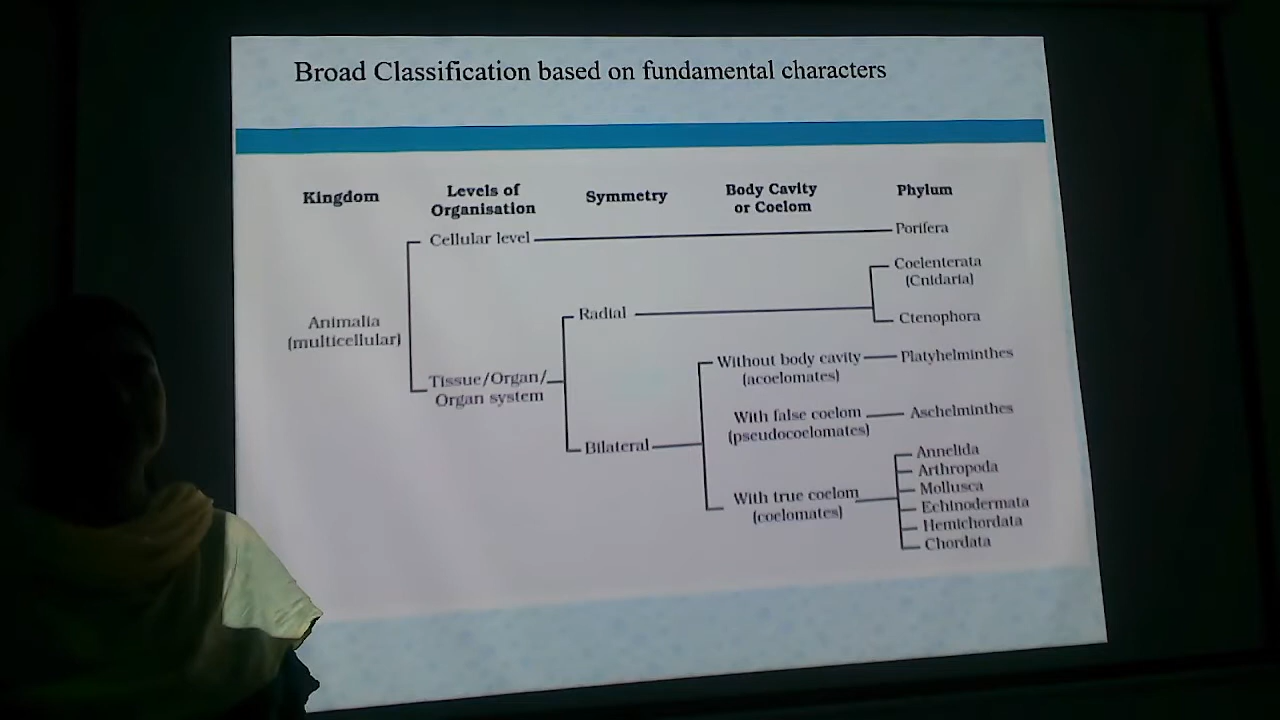 Broad Classification based on fundamental characters
Kingdom
Levels of
Organisation
Symmetry
Body Cavity
or Coelom
Phylum
Cellular level
Porifera
Coelenterata
(Cnidaria)
Radial
Ctenophora
Animalia
(multicellular)
Without body cavity
(acoelomates)
Platyhelminthes
Tissue/Organ/
Organ system
With false coelom
(pseudocoelomates)
Aschelminthes
Bilateral
Annelida
Arthropoda
Mollusca
With true coelom
(coelomates)
Echinodermata
Hemichordata
Chordata